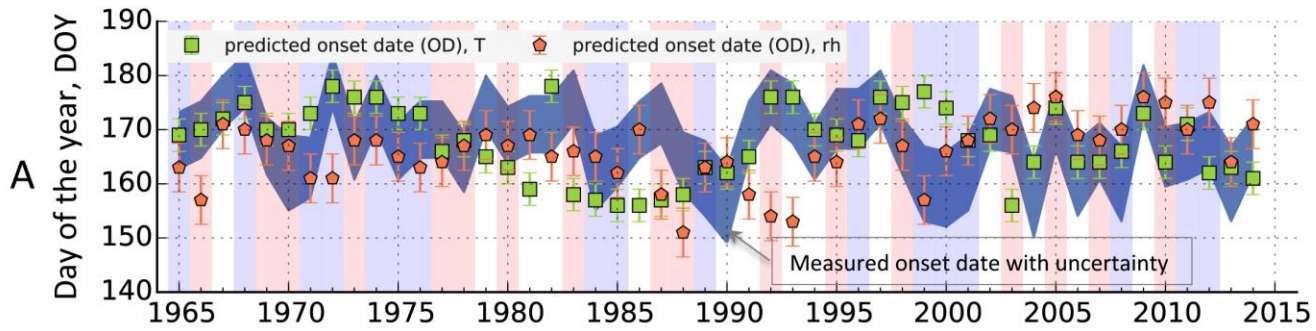 A
Day of the year, DOY
190
180
170
160
150
140
predicted onset date (OD), T
predicted onset date (OD), rh
Measured onset date with uncertainty
1965 1970 1975 1980 1985 1990 1995 2000 2005 2010 2015